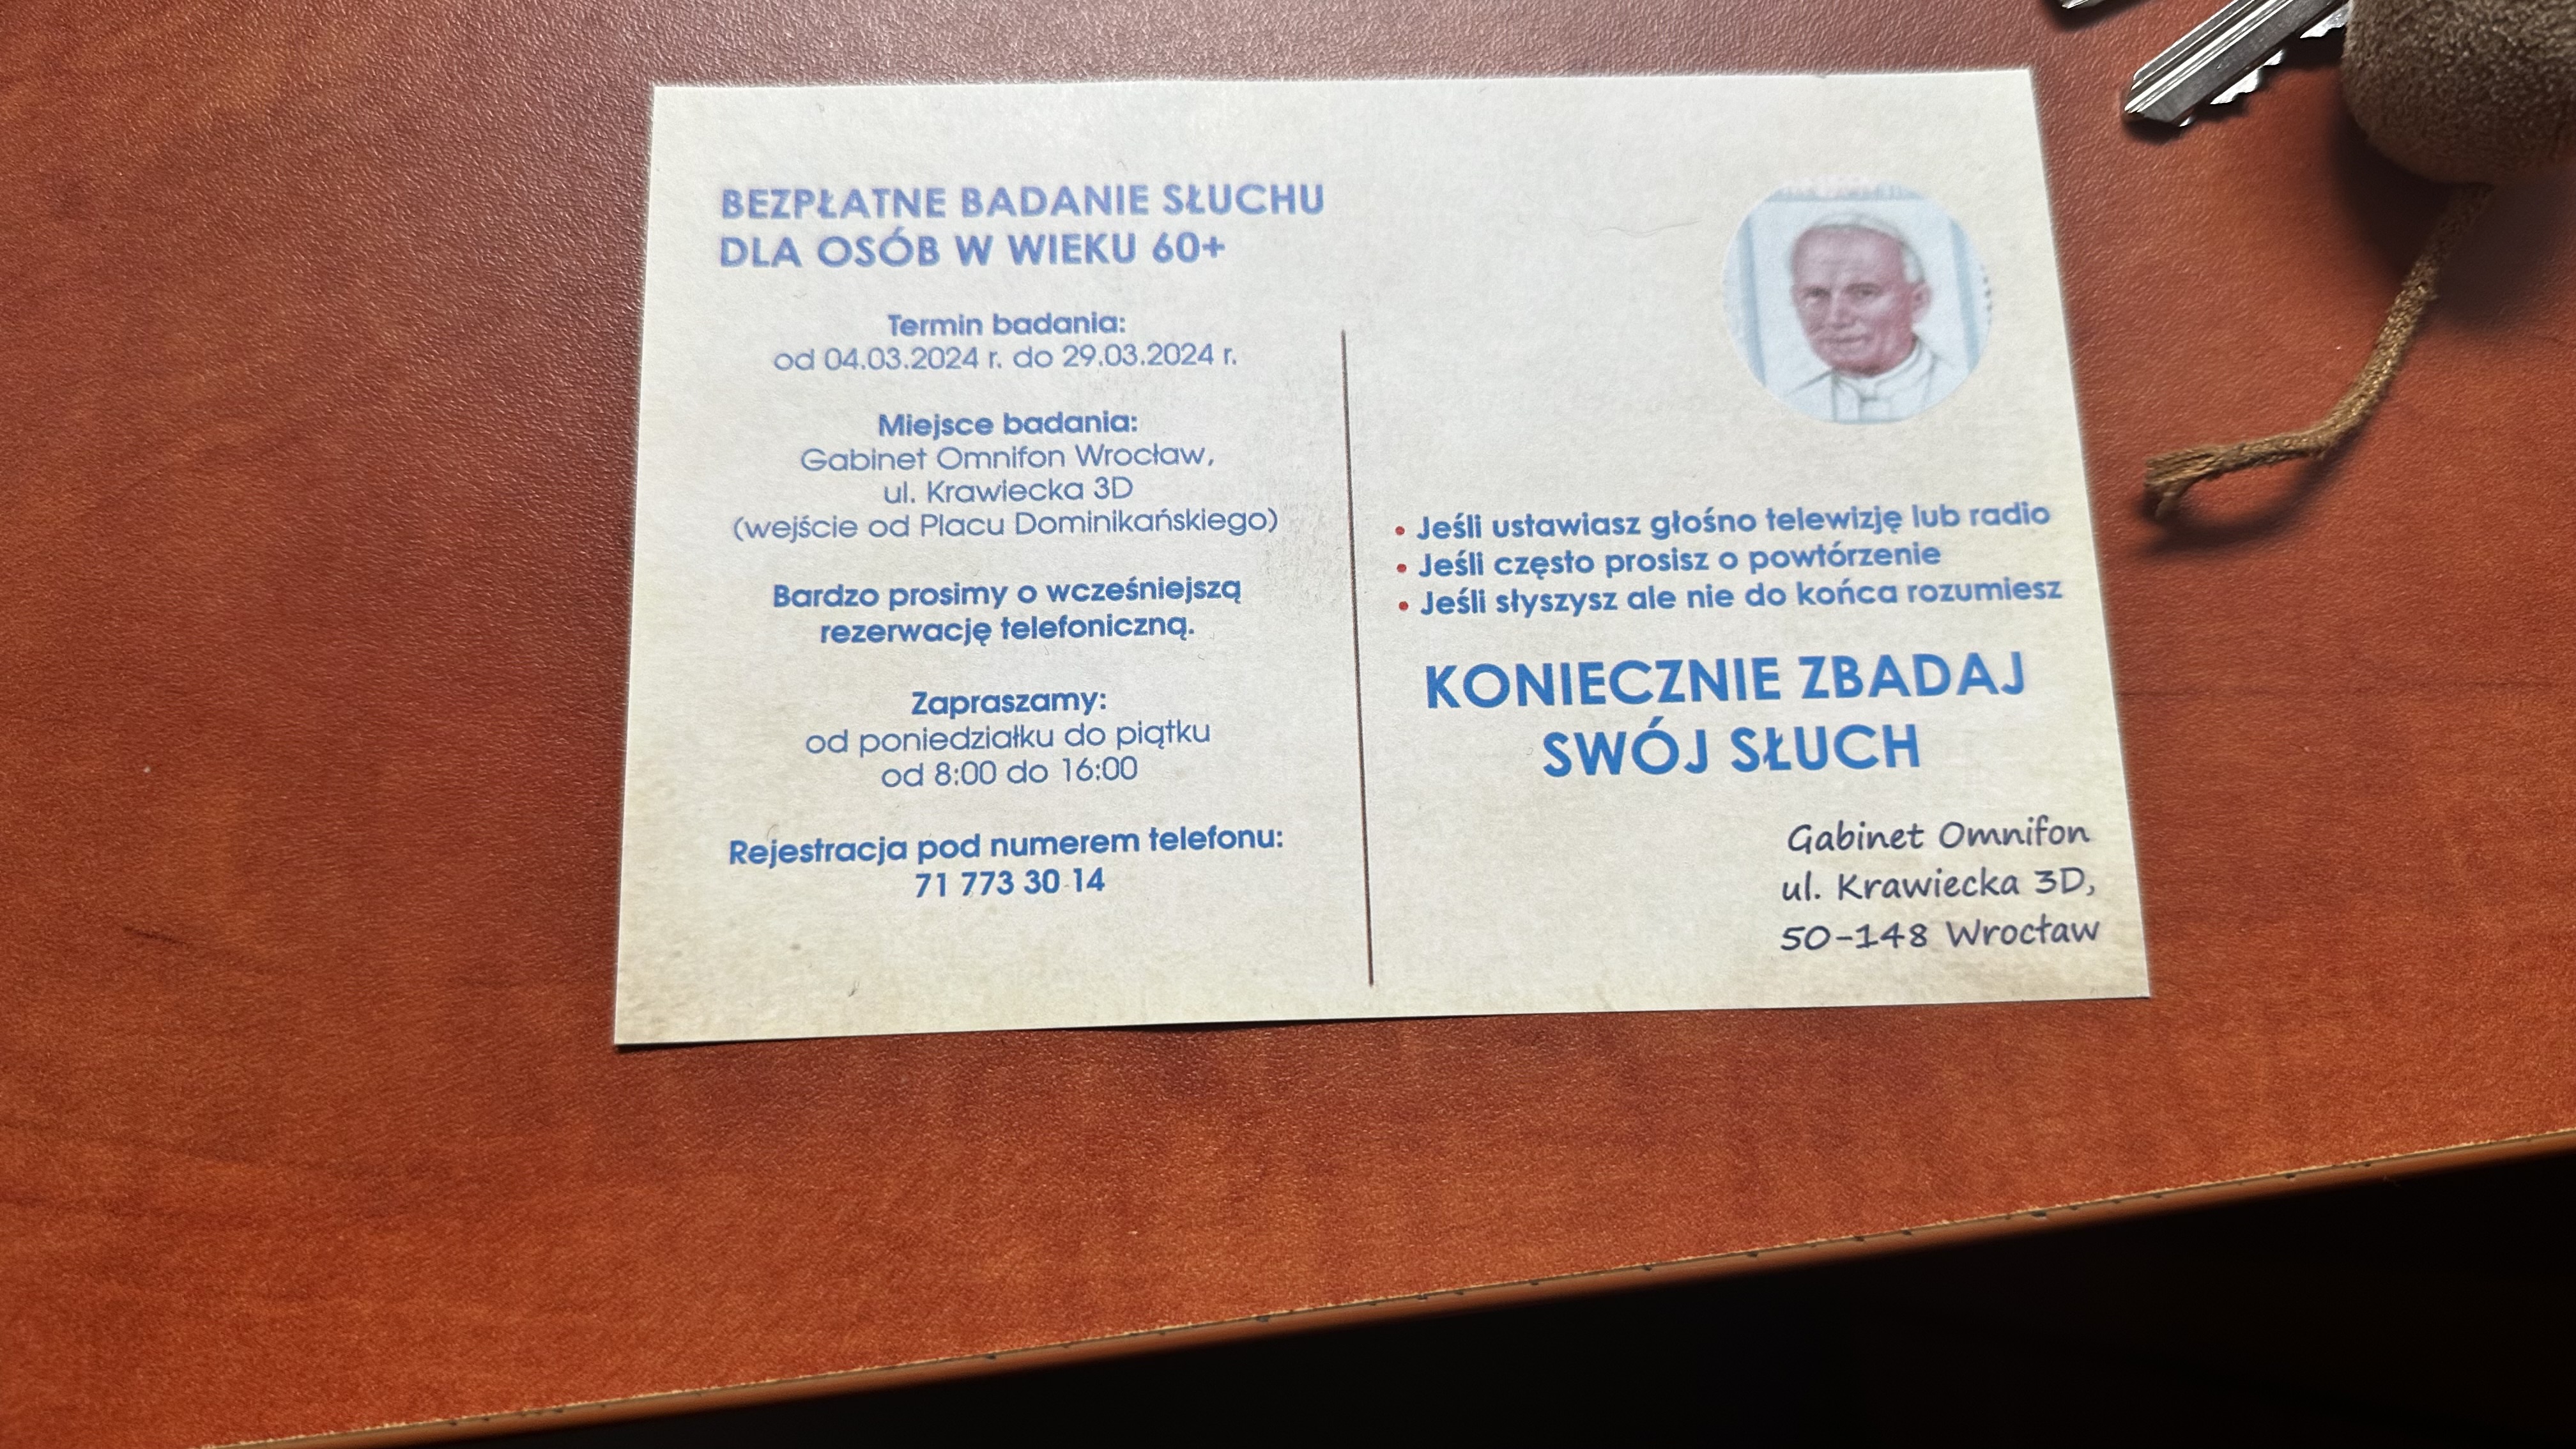 BEZPŁATNE BADANIE SŁUCHU
DLA OSÓB W WIEKU 60+
Termin badania:
od 04.03.2024 r. do 29.03.2024 r.
Miejsce badania:
Gabinet Omnifon Wrocław,
ul. Krawiecka 3D
(wejście od Placu Dominikańskiego)
Bardzo prosimy o wcześniejszą
rezerwację telefoniczną.
Zapraszamy:
od poniedziałku do piątku
od 8:00 do 16:00
Rejestracja pod numerem telefonu:
71 773 30 14
• Jeśli ustawiasz głośno telewizję lub radio
• Jeśli często prosisz o powtórzenie
• Jeśli słyszysz ale nie do końca rozumiesz
KONIECZNIE ZBADAJ
SWÓJ SŁUCH
Gabinet Omnifon
ul. Krawiecka 3D,
50-148 Wrocław